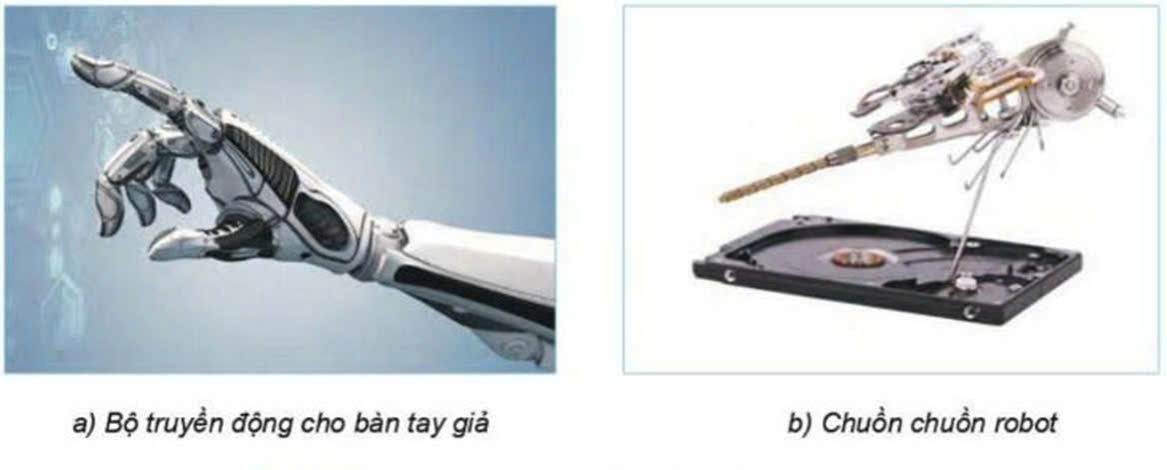 a) Bộ truyền động cho bàn tay giả
b) Chuồn chuồn robot